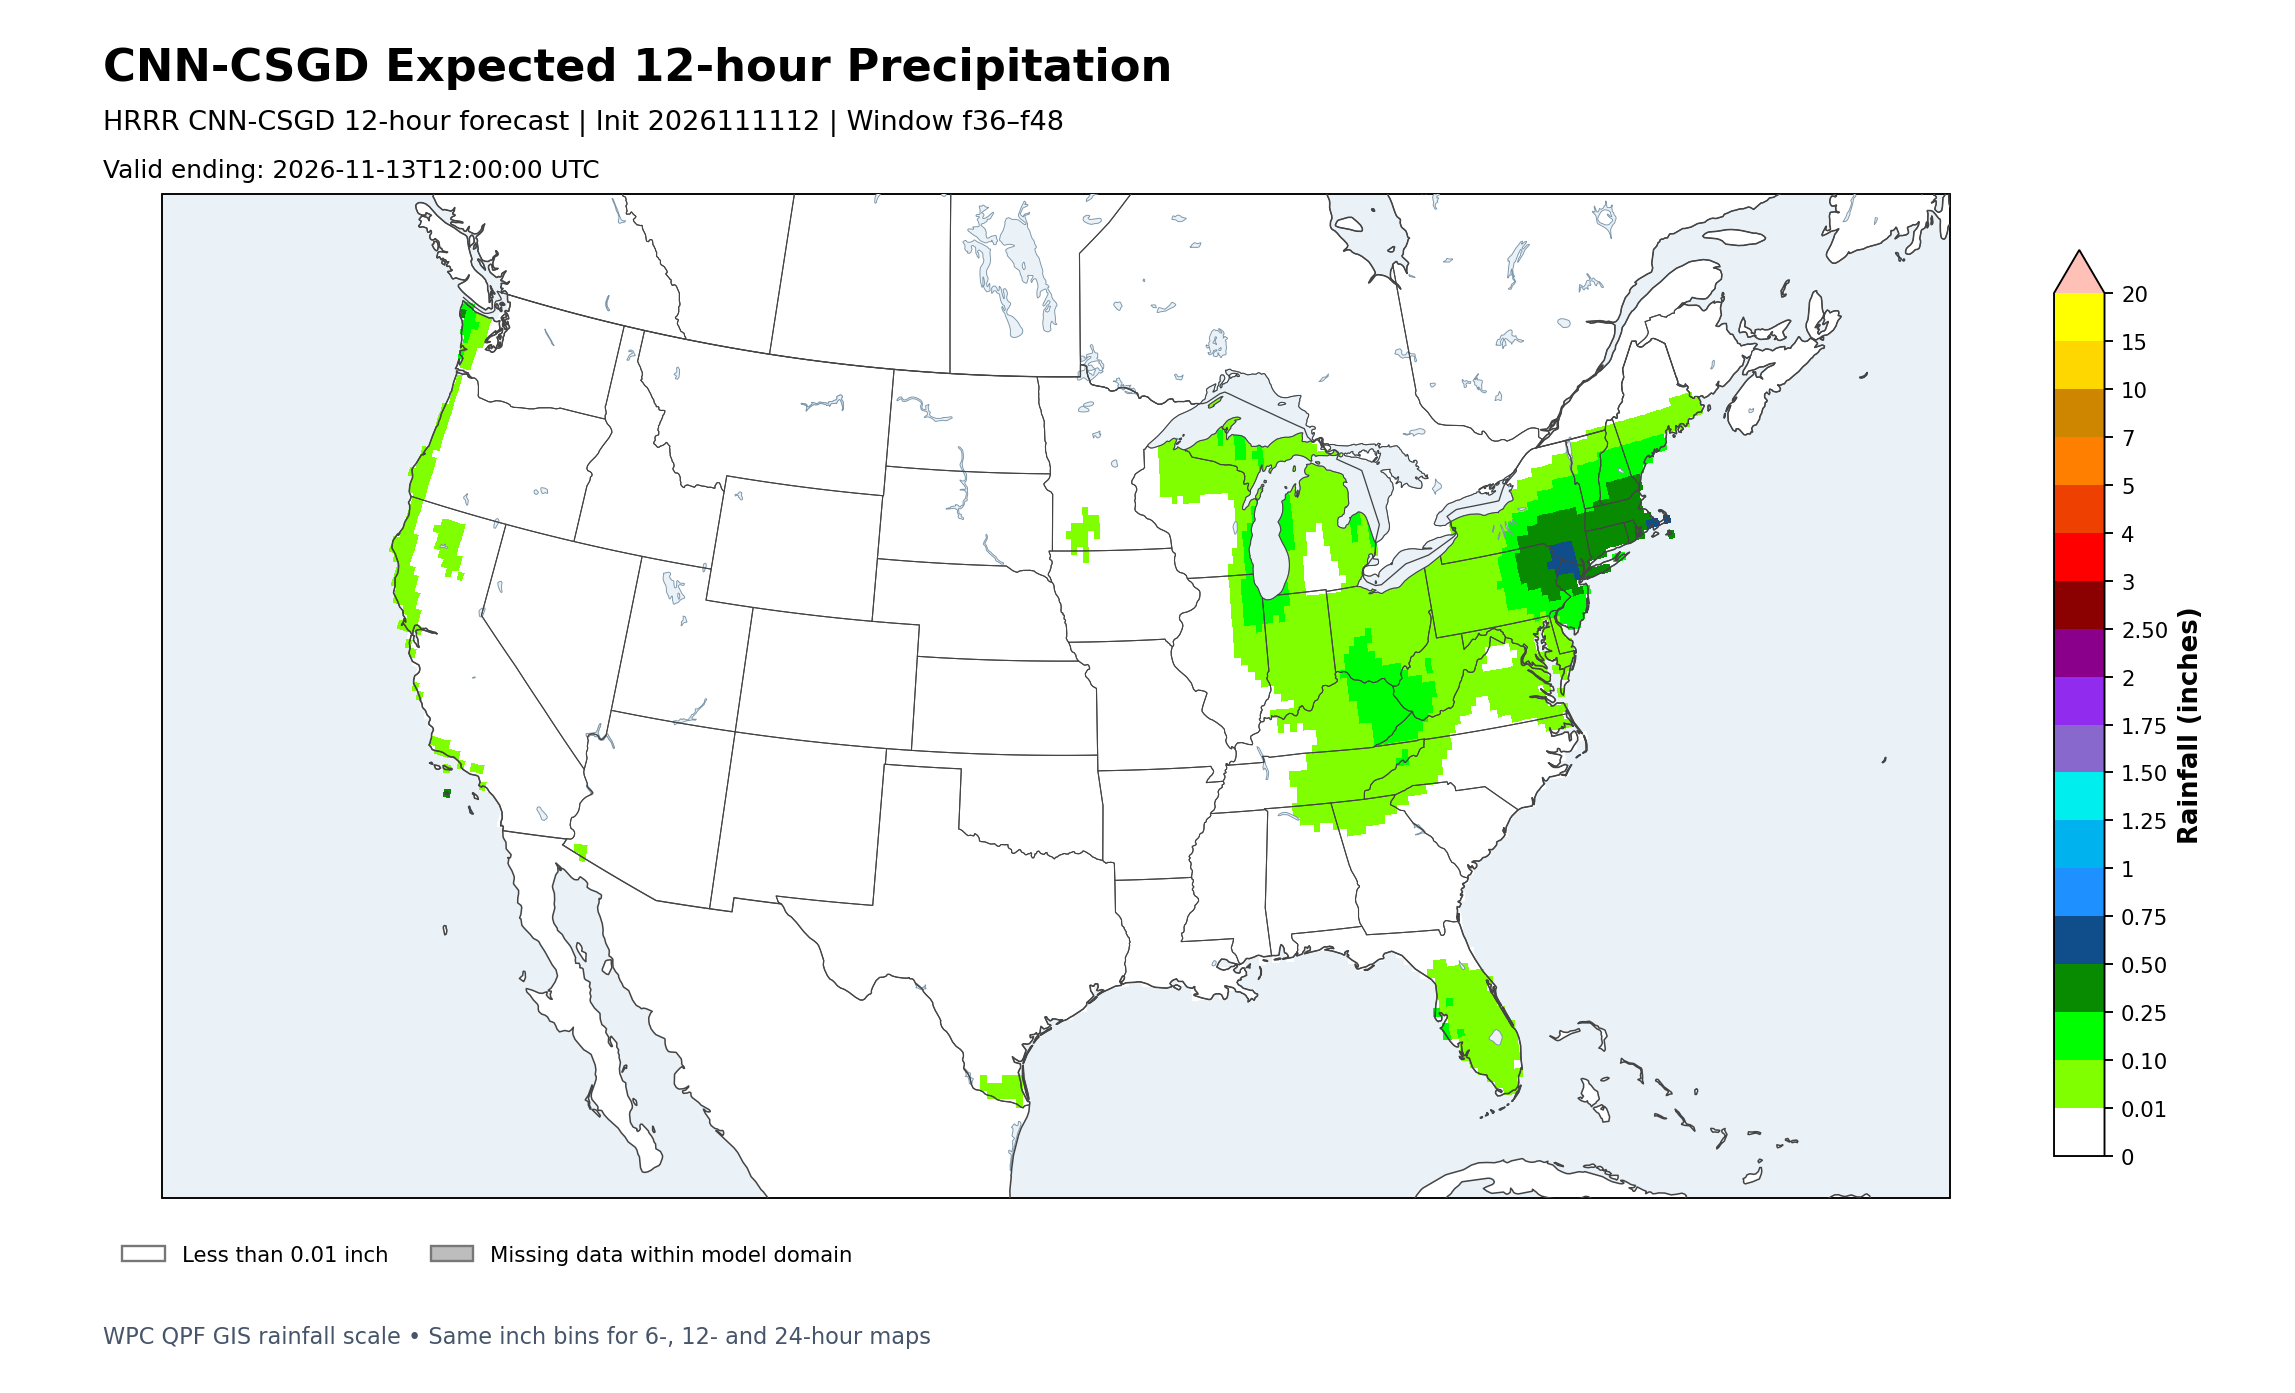 CNN-CSGD Expected 12-hour Precipitation
HRRR CNN-CSGD 12-hour forecast | Init 2026111112 | Window f36–f48
Valid ending: 2026-11-13T12:00:00 UTC
20
15
10
7
5
4
3
2.50
2
1.75
1.50
1.25
1
0.75
0.50
0.25
0.10
0.01
0
Rainfall (inches)
Less than 0.01 inch
Missing data within model domain
WPC QPF GIS rainfall scale • Same inch bins for 6-, 12- and 24-hour maps